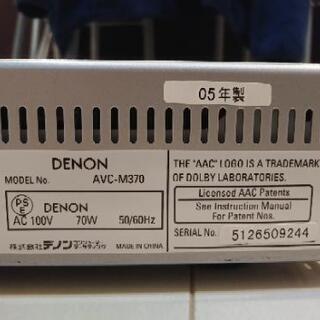 05年製
DENON
MODEL No. AVC-M370
PSE DENON
AC 100V 70W 50/60Hz
株式会社デノン
MADE IN CHINA
THE "AAC" LOGO IS A TRADEMARK
OF DOLBY LABORATORIES.
Licensed AAC Patents
See Instruction Manual
For Patent Nos.
SERIAL No. 5126509244